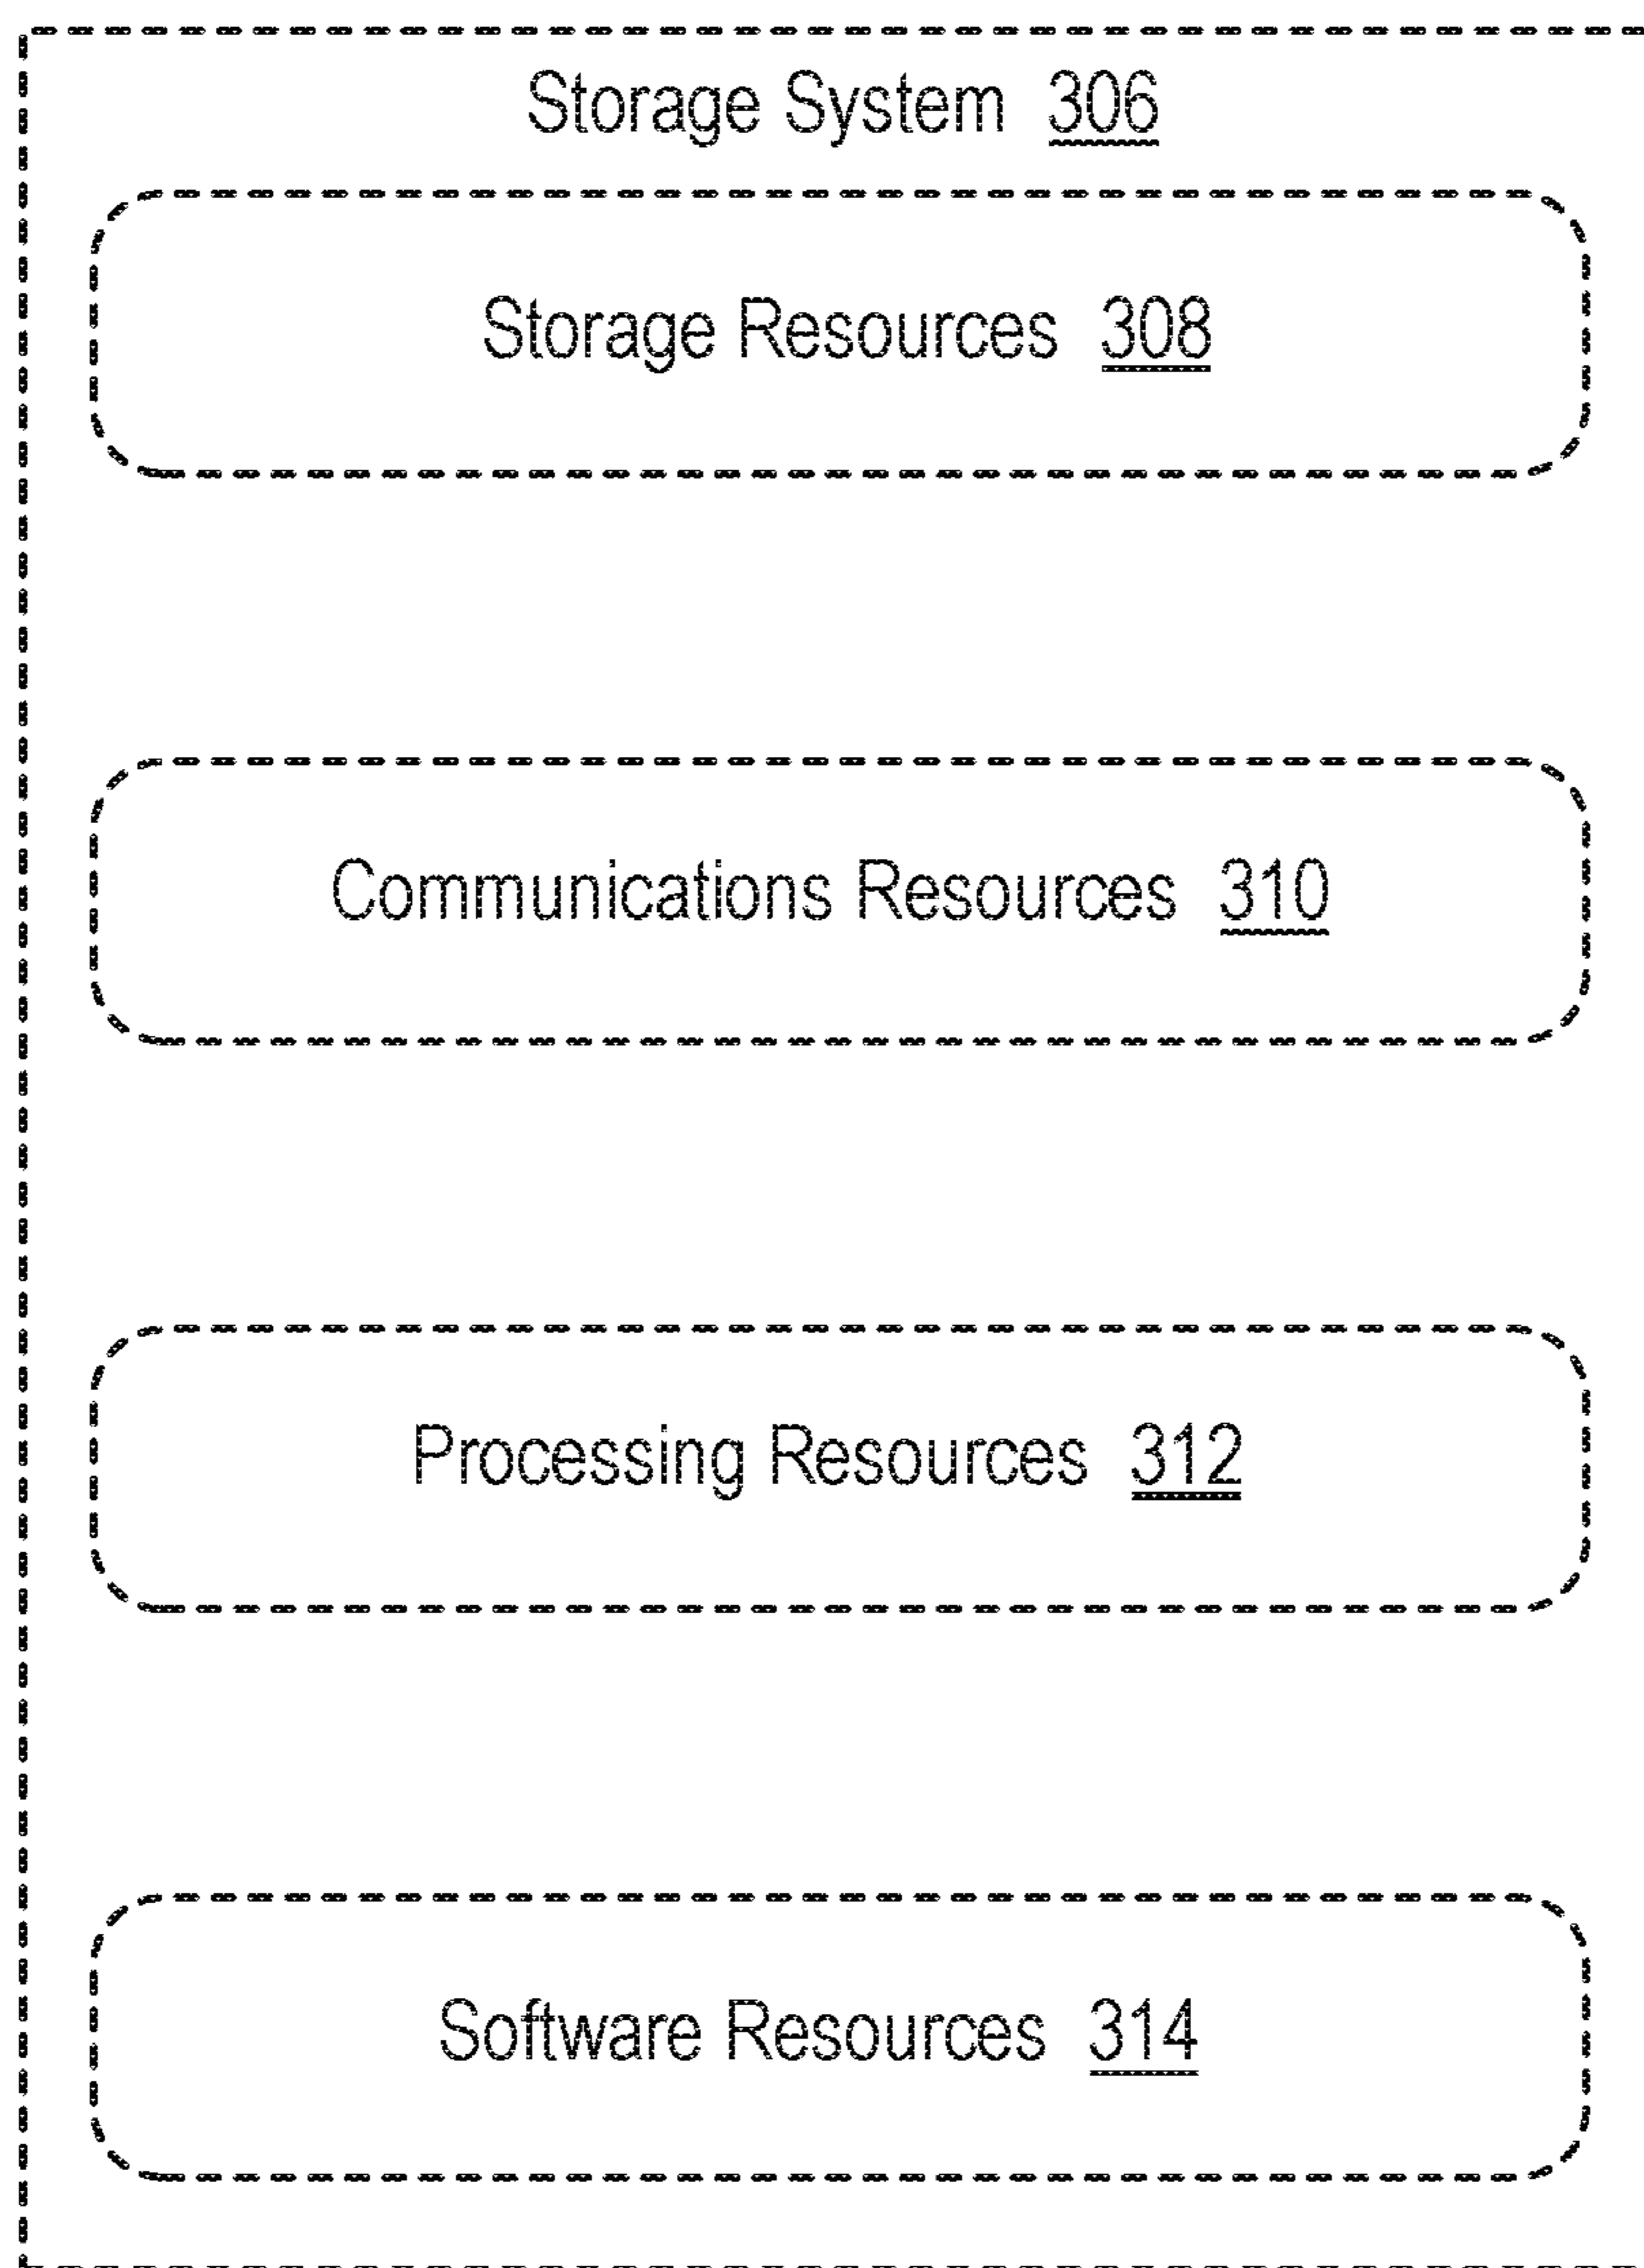 Storage System 306
Storage Resources 308
Communications Resources 310
Processing Resources 312
Software Resources 314